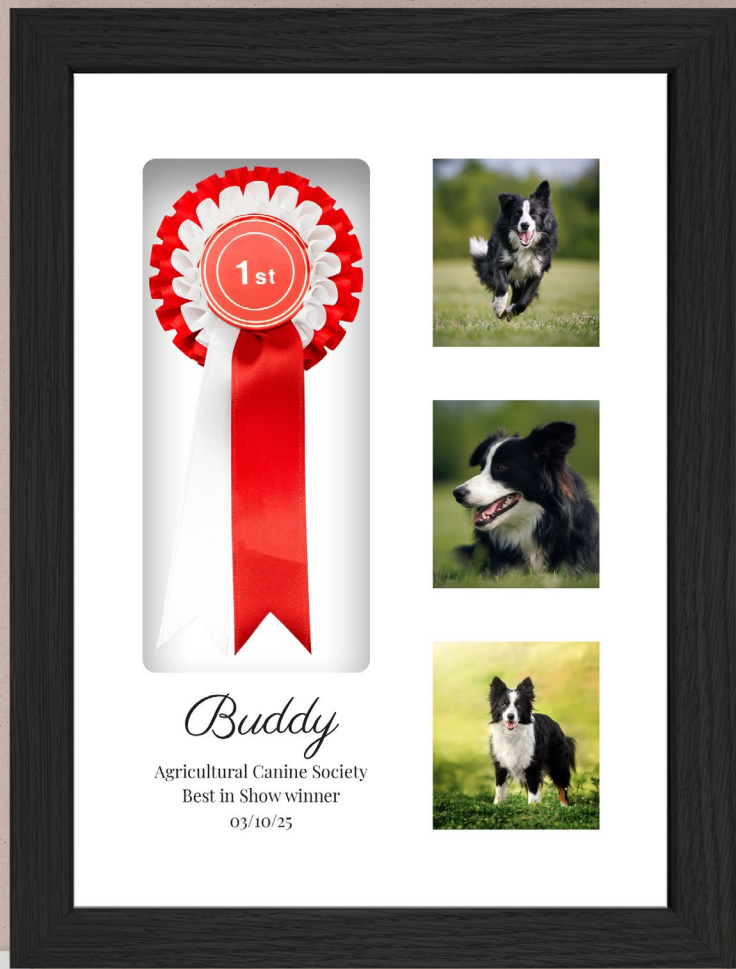 1st
Buddy
Agricultural Canine Society
Best in Show winner
03/10/25